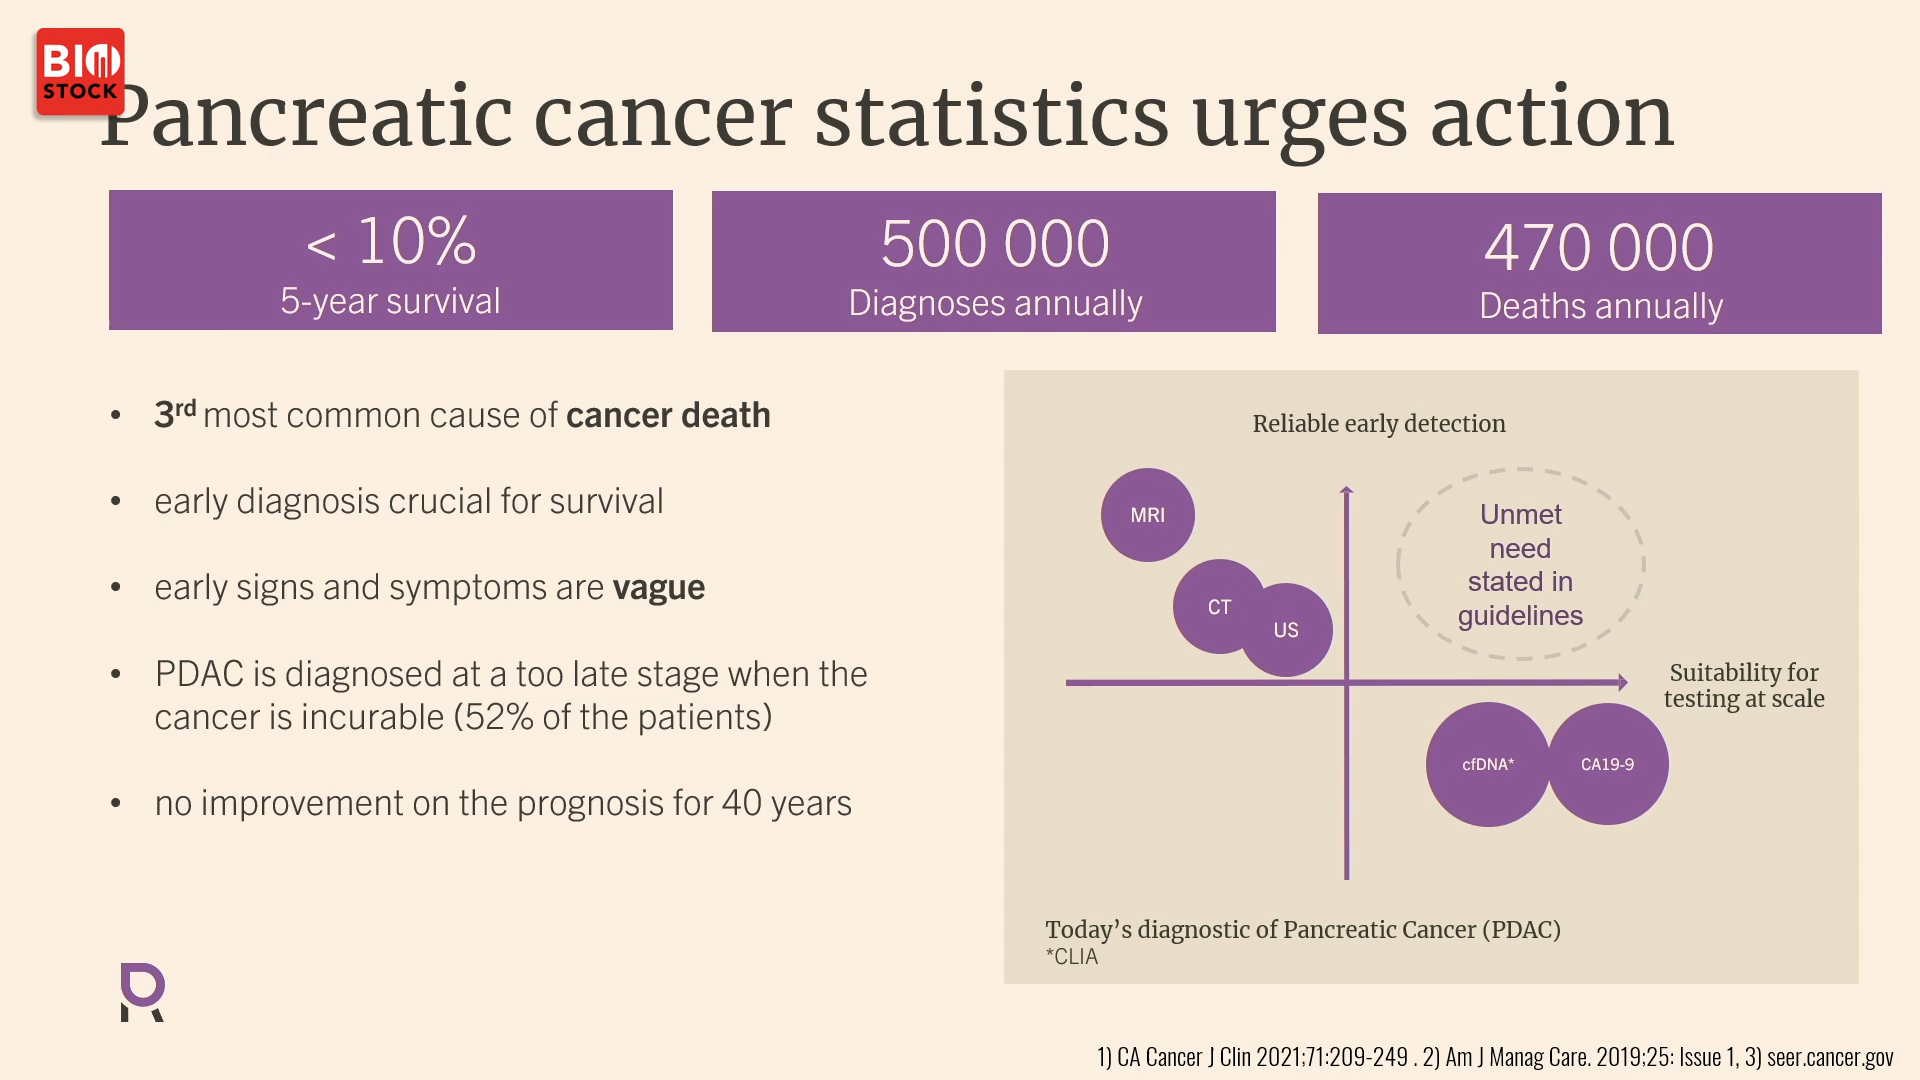 BIO
STOCK
Pancreatic cancer statistics urges action
< 10%
5-year survival
500 000
Diagnoses annually
470 000
Deaths annually
• 3rd most common cause of cancer death
• early diagnosis crucial for survival
• early signs and symptoms are vague
• PDAC is diagnosed at a too late stage when the
cancer is incurable (52% of the patients)
• no improvement on the prognosis for 40 years
Reliable early detection
MRI
CT
US
Unmet
need
stated in
guidelines
Suitability for
testing at scale
cfDNA*
CA19-9
Today’s diagnostic of Pancreatic Cancer (PDAC)
*CLIA
1) CA Cancer J Clin 2021;71:209-249 . 2) Am J Manag Care. 2019;25: Issue 1, 3) seer.cancer.gov